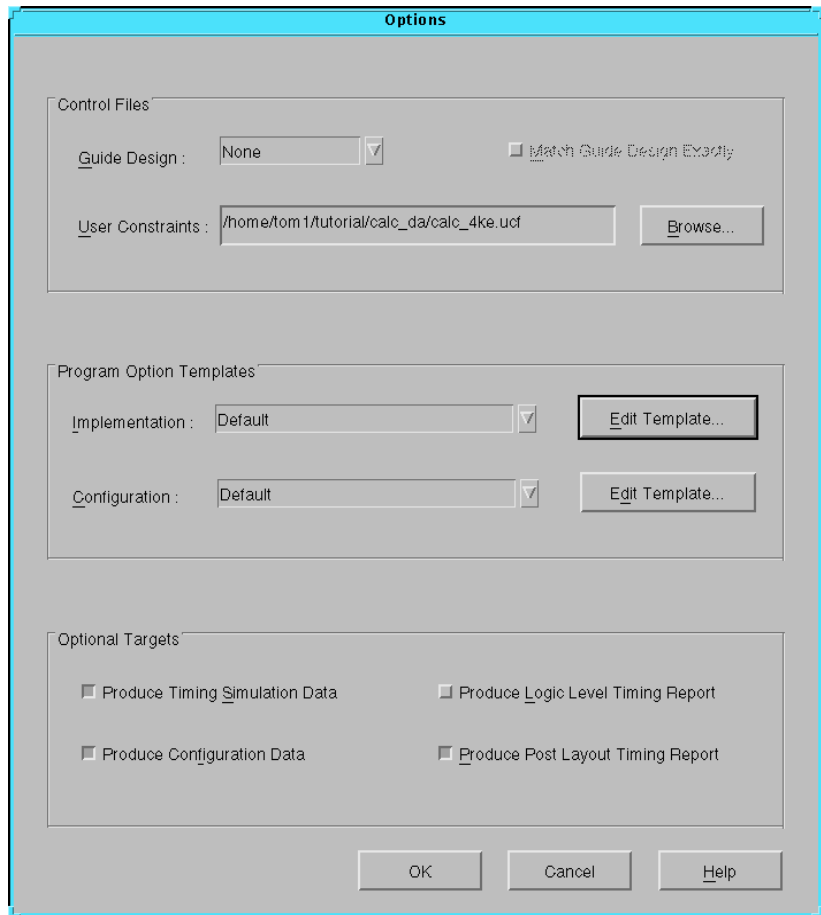 Options
Control Files
Guide Design : None Match Guide Design Exactly
User Constraints : /home/tom1/tutorial/calc_da/calc_4ke.ucf Browse...
Program Option Templates
Implementation : Default Edit Template...
Configuration : Default Edit Template...
Optional Targets
Produce Timing Simulation Data Produce Logic Level Timing Report
Produce Configuration Data Produce Post Layout Timing Report
OK Cancel Help